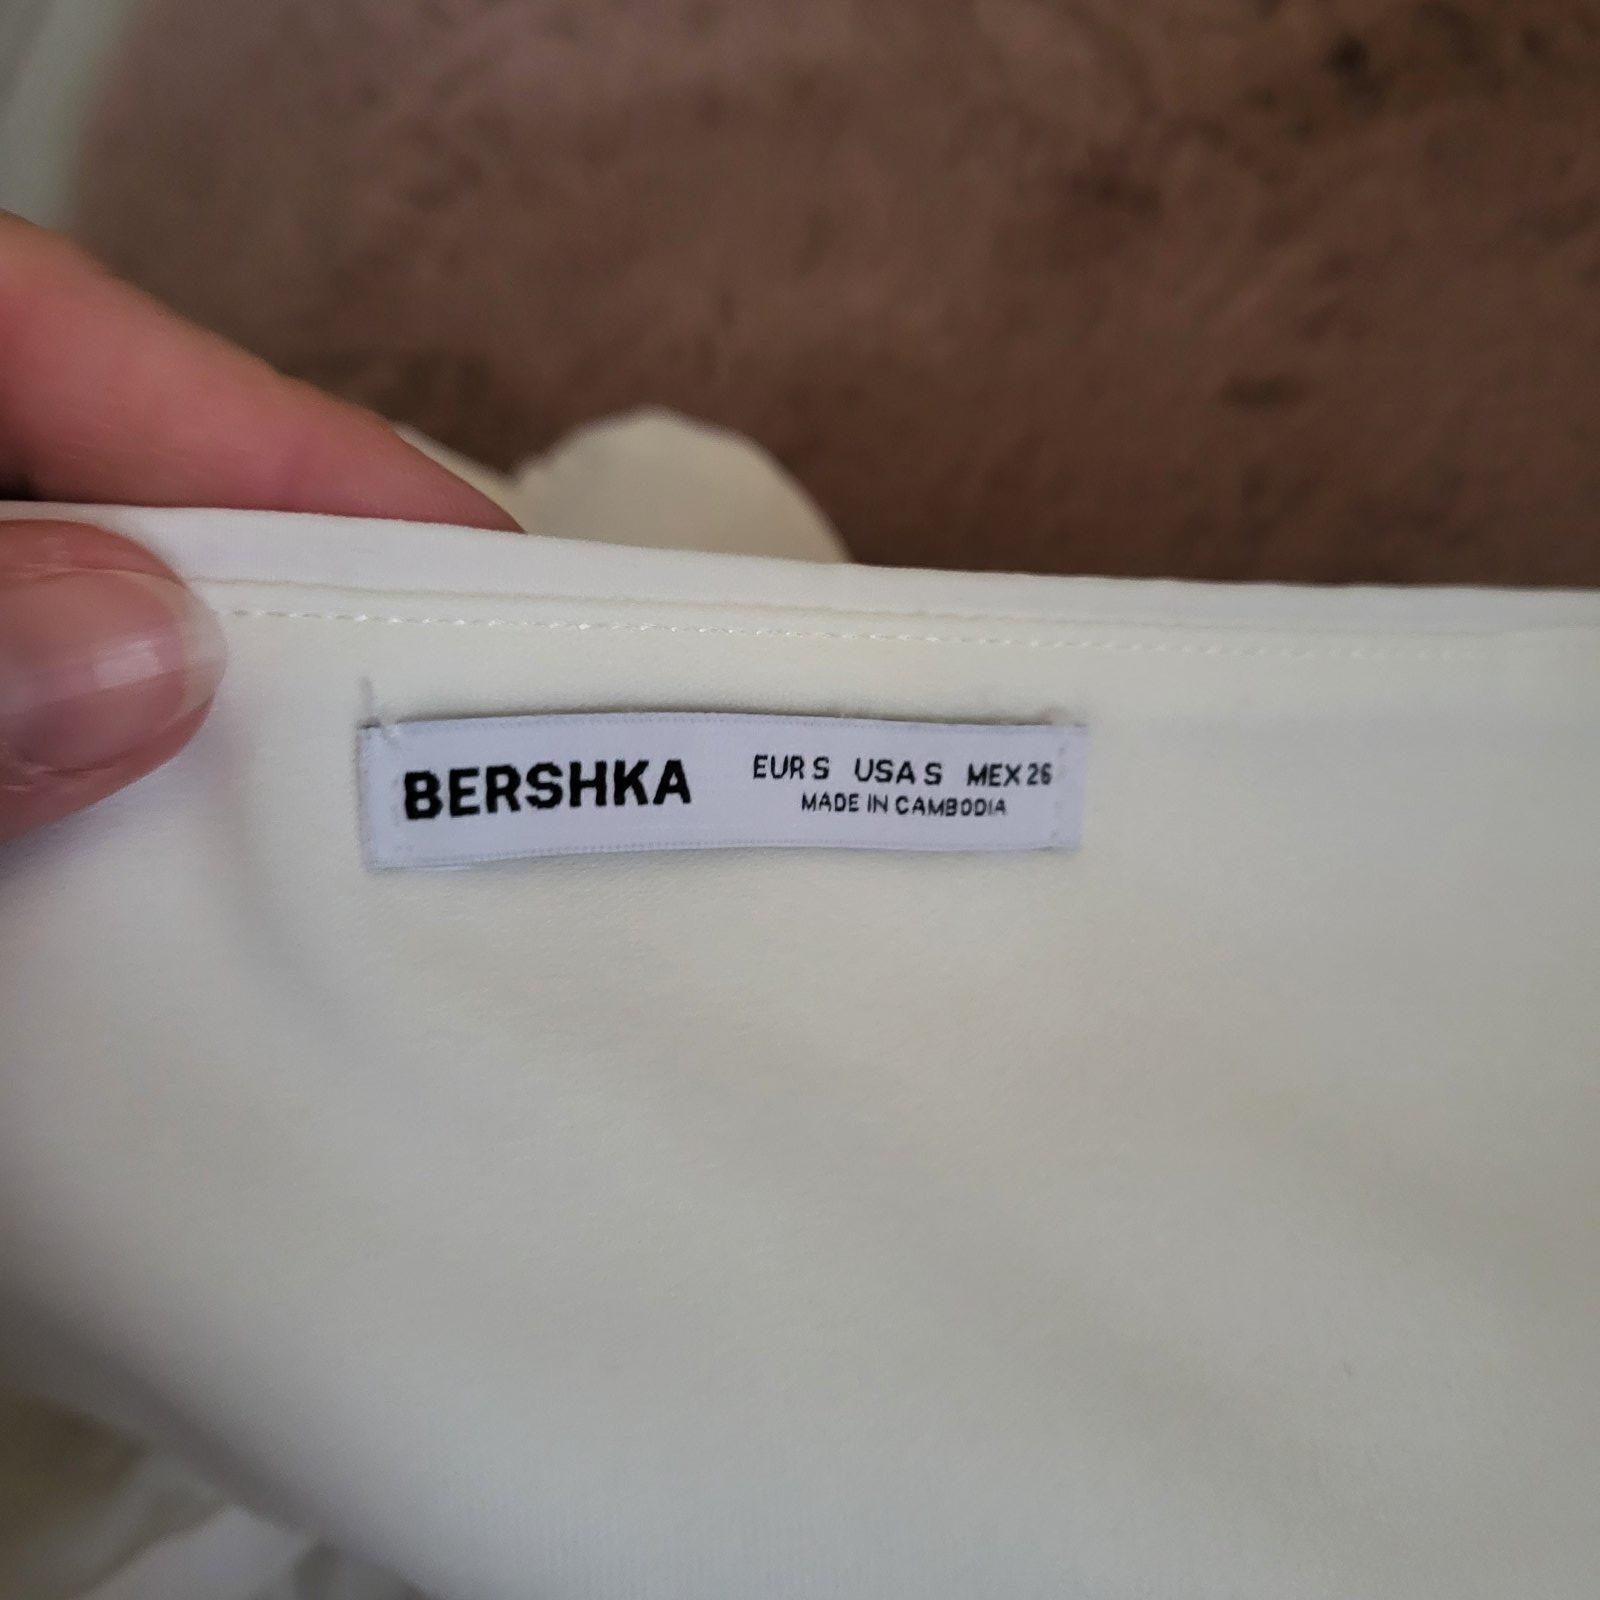 BERSHKA
EUR S USA S MEX 26
MADE IN CAMBODIA